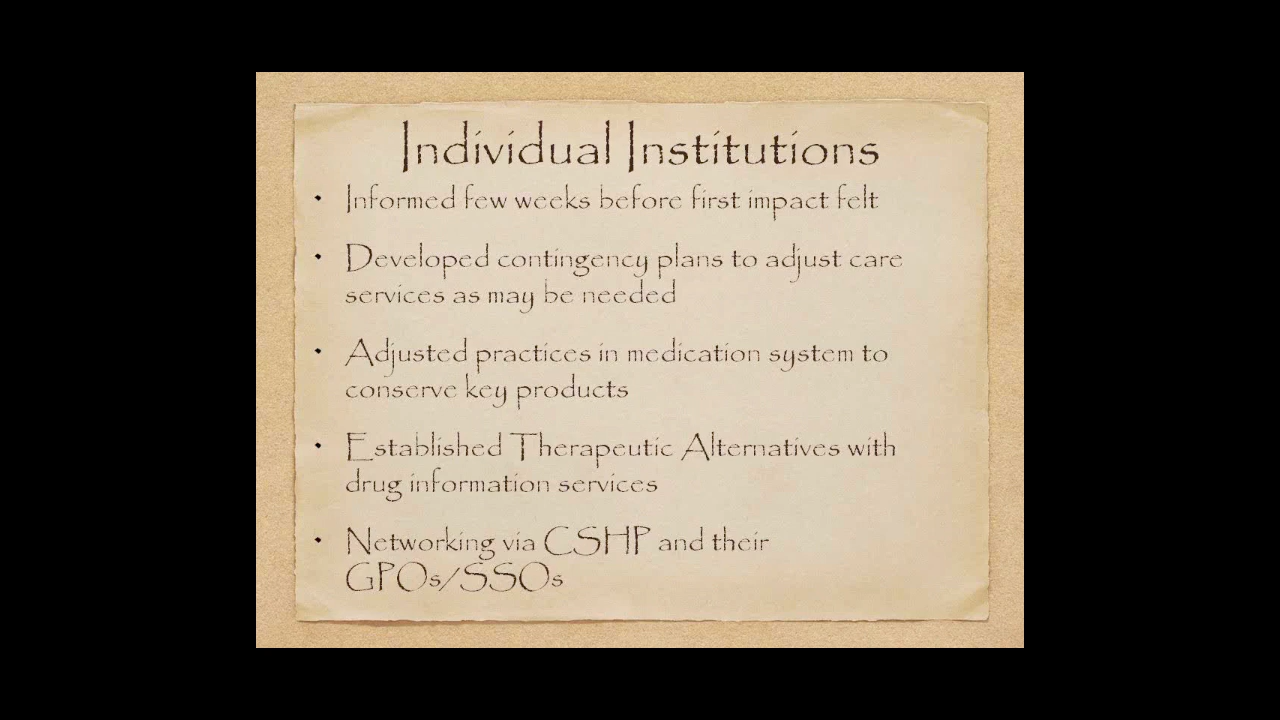 Individual Institutions
• Informed few weeks before first impact felt
• Developed contingency plans to adjust care
services as may be needed
• Adjusted practices in medication system to
conserve key products
• Established Therapeutic Alternatives with
drug information services
• Networking via CSHP and their
GPOs/SSOs